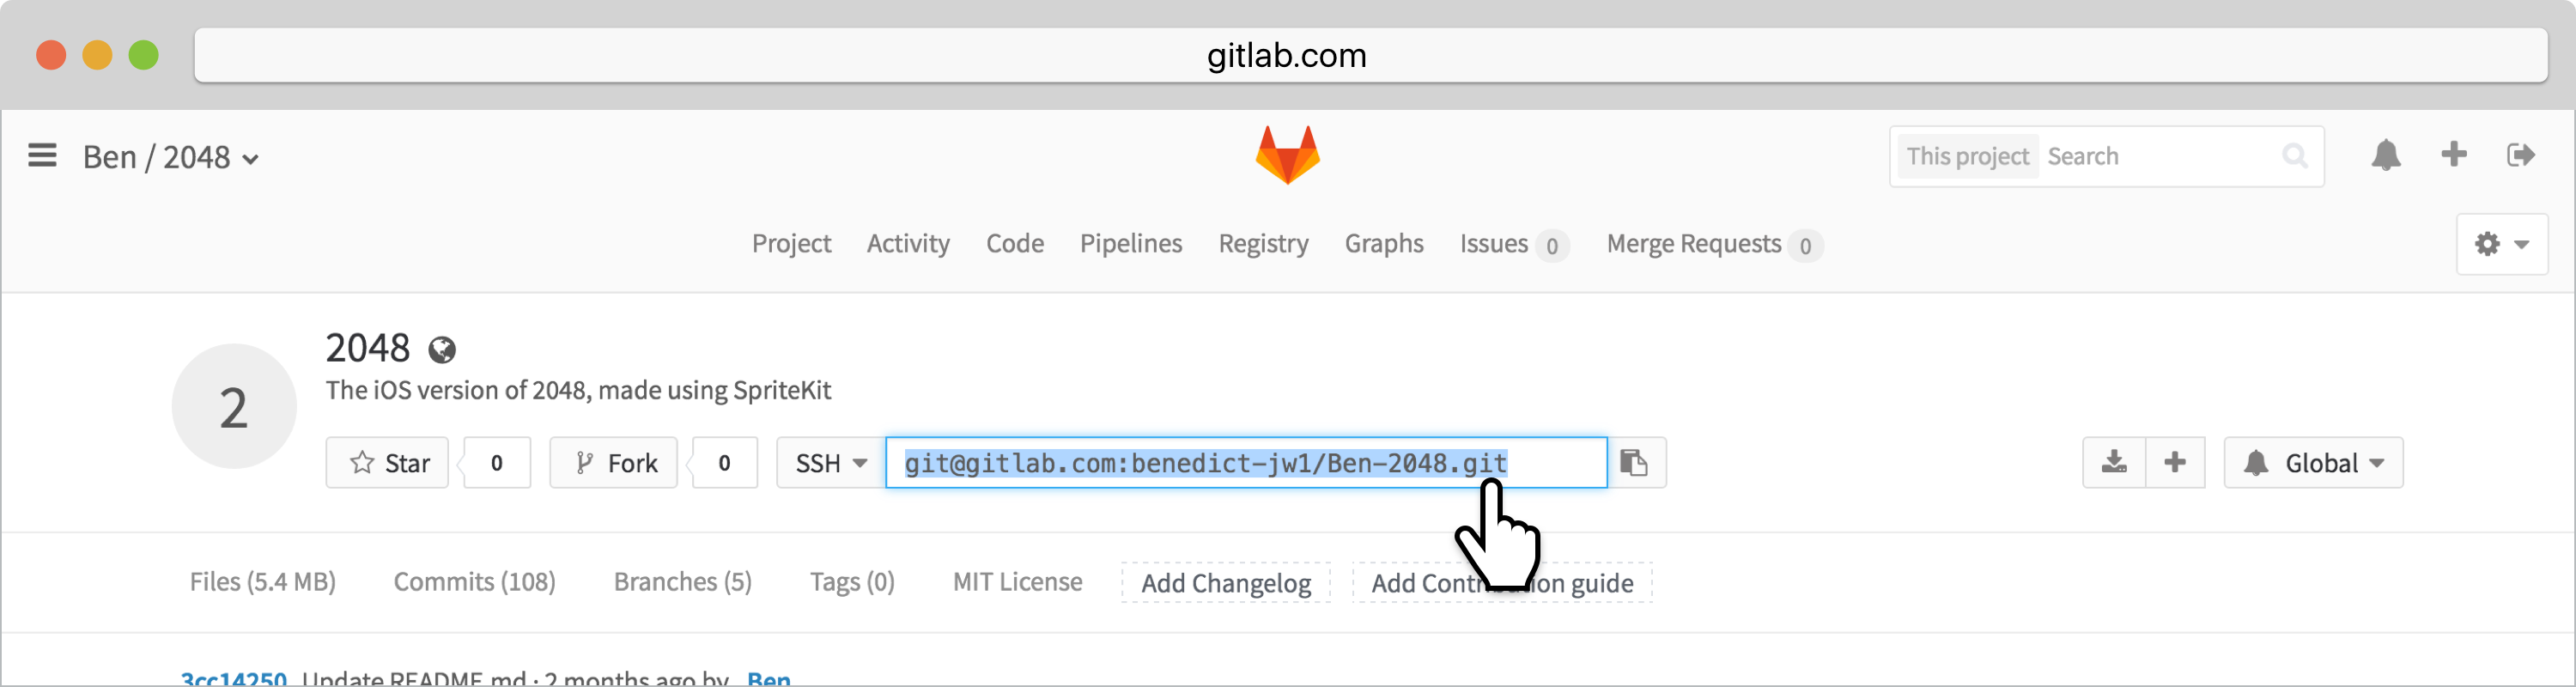 gitlab.com
Ben / 2048
This project Search
Project Activity Code Pipelines Registry Graphs Issues 0 Merge Requests 0
2
2048
The iOS version of 2048, made using SpriteKit
Star 0 Fork 0 SSH git@gitlab.com:benedict-jw1/Ben-2048.git Global
Files (5.4 MB) Commits (108) Branches (5) Tags (0) MIT License Add Changelog Add Contribution guide
3cc14250 Update README.md · 2 months ago by Ben